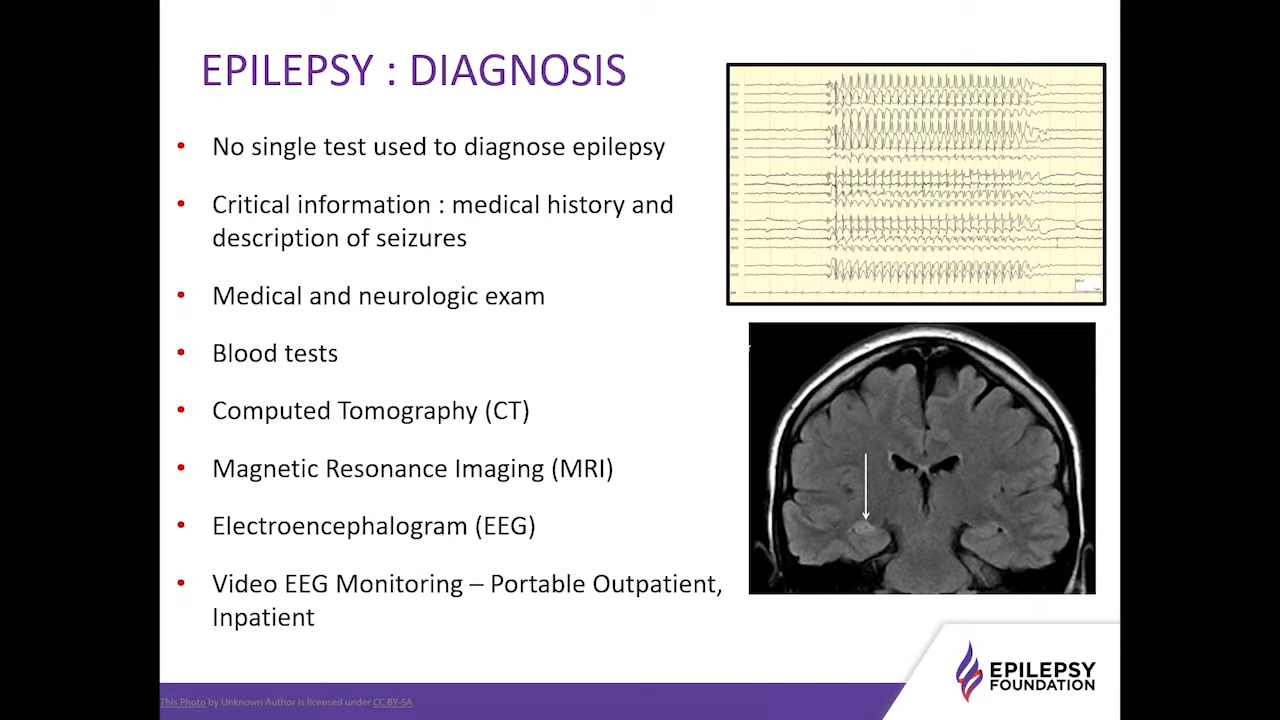 EPILEPSY : DIAGNOSIS
• No single test used to diagnose epilepsy
• Critical information : medical history and
description of seizures
• Medical and neurologic exam
• Blood tests
• Computed Tomography (CT)
• Magnetic Resonance Imaging (MRI)
• Electroencephalogram (EEG)
• Video EEG Monitoring – Portable Outpatient,
Inpatient
EPILEPSY
FOUNDATION
This Photo by Unknown Author is licensed under CC BY-SA